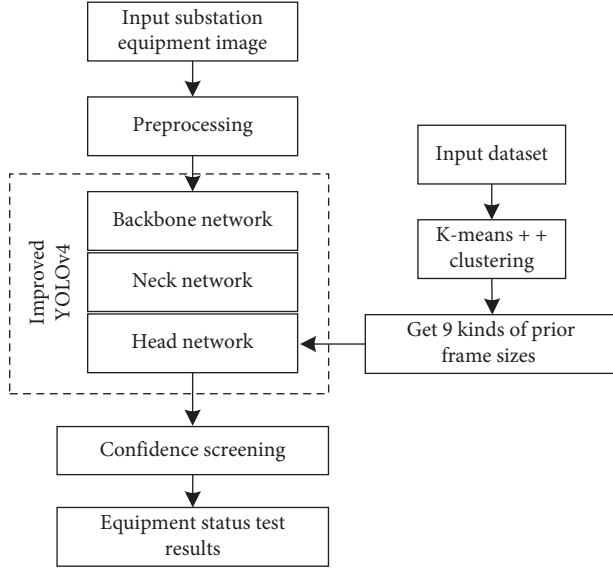 Input substation
equipment image
Preprocessing
Improved
YOLOv4
Backbone network
Neck network
Head network
Confidence screening
Equipment status test
results
Input dataset
K-means + +
clustering
Get 9 kinds of prior
frame sizes